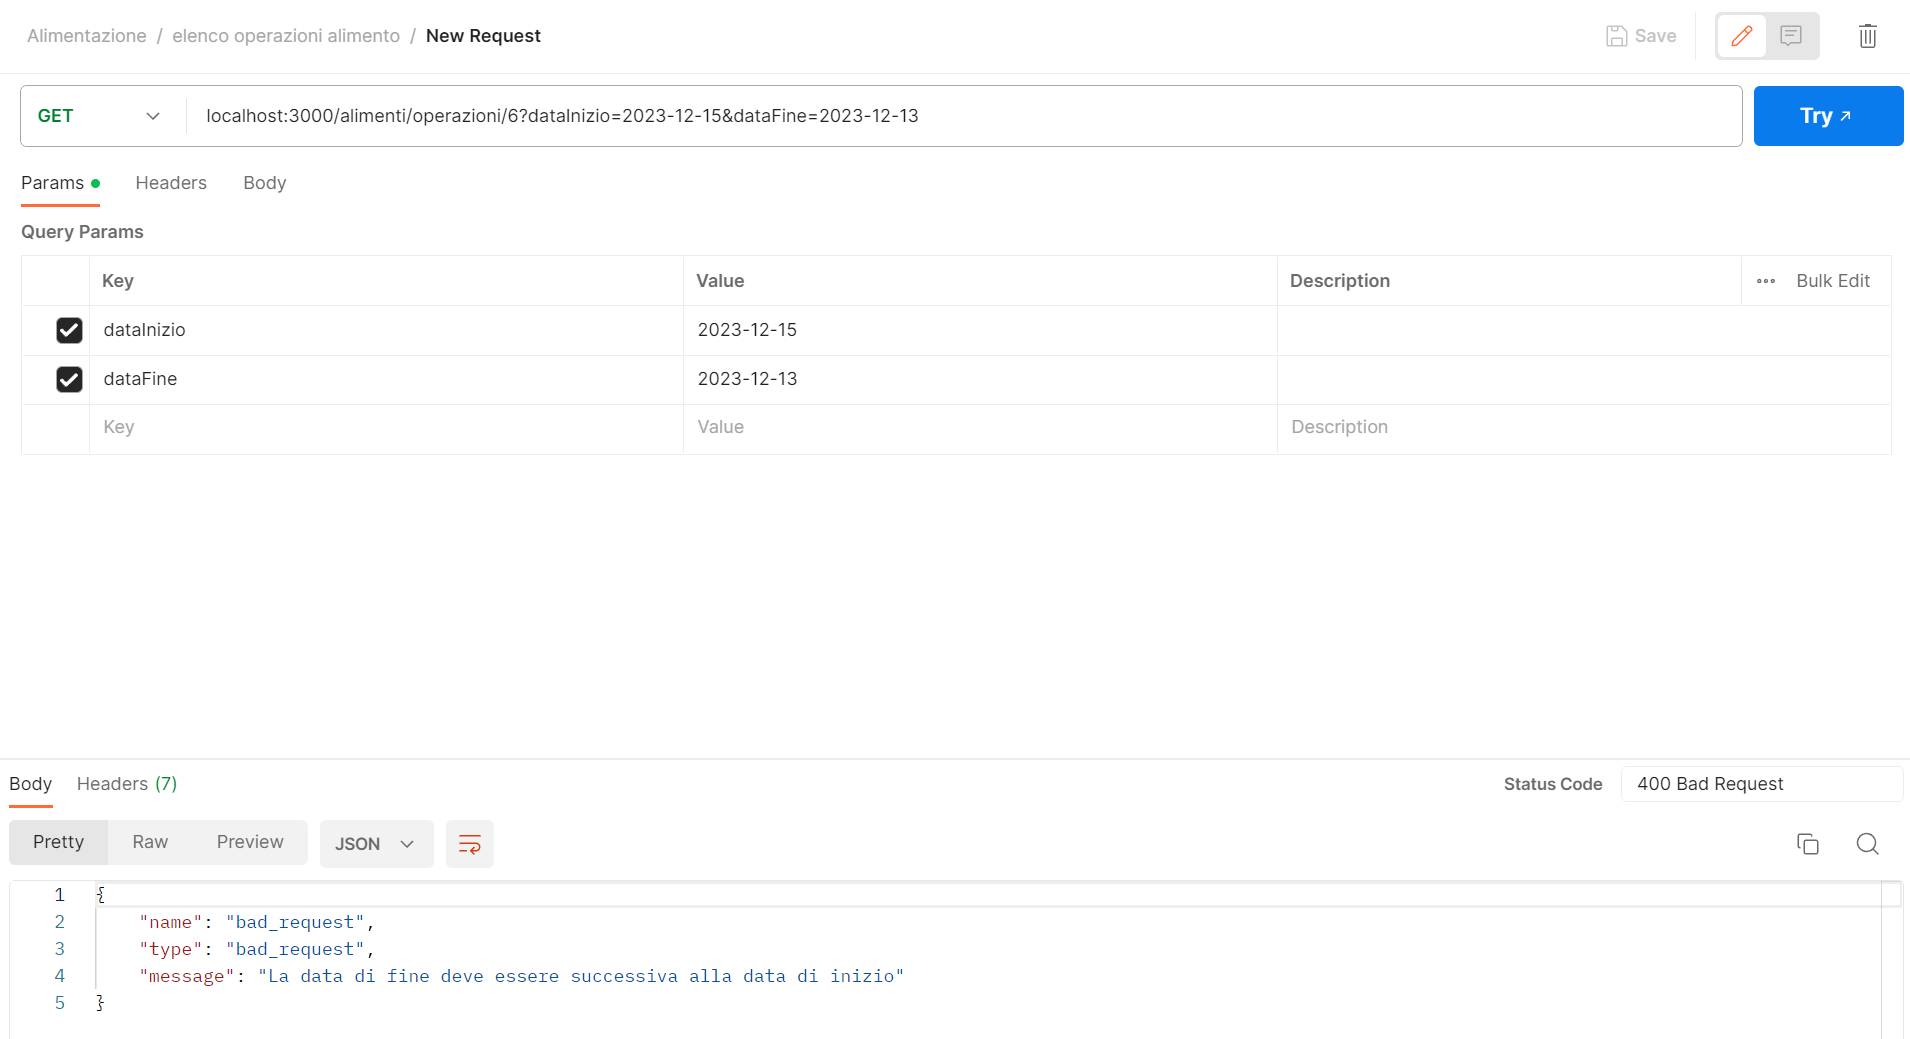 Alimentazione / elenco operazioni alimento / New Request
Save
GET
localhost:3000/alimenti/operazioni/6?dataInizio=2023-12-15&dataFine=2023-12-13
Try ↗
Params
Headers
Body
Query Params
Key
Value
Description
Bulk Edit
dataInizio
2023-12-15
dataFine
2023-12-13
Key
Value
Description
Body
Headers (7)
Status Code
400 Bad Request
Pretty
Raw
Preview
JSON
1 {
2 "name": "bad_request",
3 "type": "bad_request",
4 "message": "La data di fine deve essere successiva alla data di inizio"
5 }